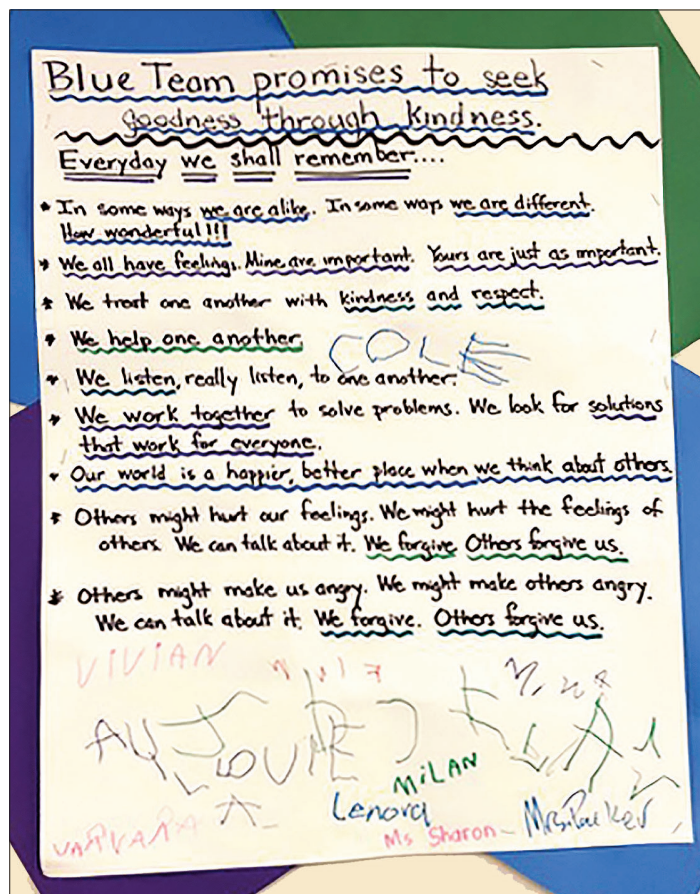 Blue Team promises to seek
goodness through kindness.
Everyday we shall remember....
* In some ways we are alike. In some ways we are different.
How wonderful!!!
* We all have feelings. Mine are important. Yours are just as important.
* We treat one another with kindness and respect.
* We help one another.
COLE
* We listen, really listen, to one another.
* We work together to solve problems. We look for solutions
that work for everyone.
* Our world is a happier, better place when we think about others.
* Others might hurt our feelings. We might hurt the feelings of
others. We can talk about it. We forgive Others forgive us.
* Others might make us angry. We might make others angry.
We can talk about it. We forgive. Others forgive us.
VIVIAN
MiLAN
Lenora
VARVARA
Ms Sharon